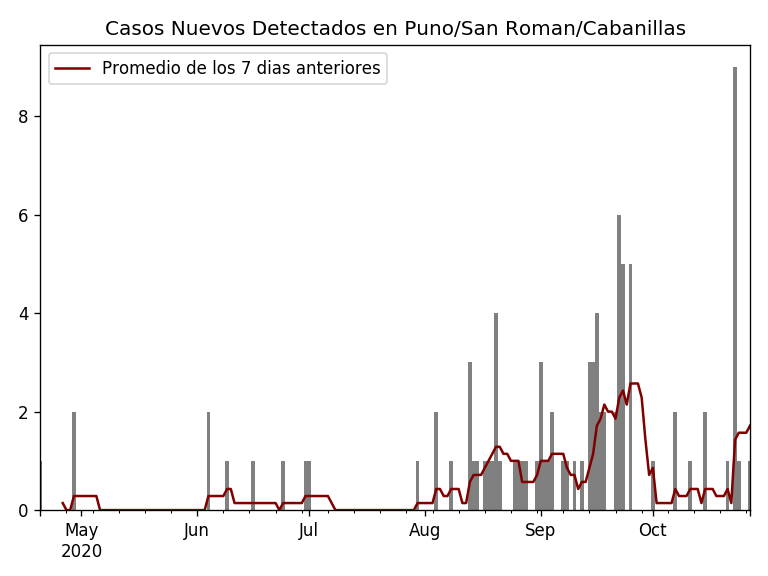 Casos Nuevos Detectados en Puno/San Roman/Cabanillas
Promedio de los 7 dias anteriores
8
6
4
2
0
May Jun Jul Aug Sep Oct
2020